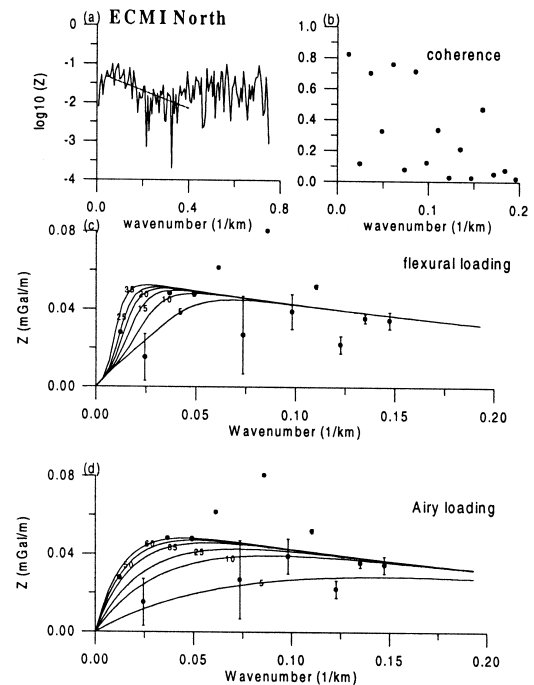 (a) ECMI North
(b)
0
-1
-2
-3
-4
log10 (Z)
0.0 0.4 0.8
wavenumber (1/km)
coherence
1.0
0.8
0.6
0.4
0.2
0.0
0.0 0.1 0.2
wavenumber (1/km)
(c)
flexural loading
0.08
0.04
0.00
Z (mGal/m)
25
15
10
5
0.00 0.05 0.10 0.15 0.20
Wavenumber (1/km)
(d)
Airy loading
0.08
0.04
0.00
Z (mGal/m)
60
50
25
10
5
0.00 0.05 0.10 0.15 0.20
Wavenumber (1/km)